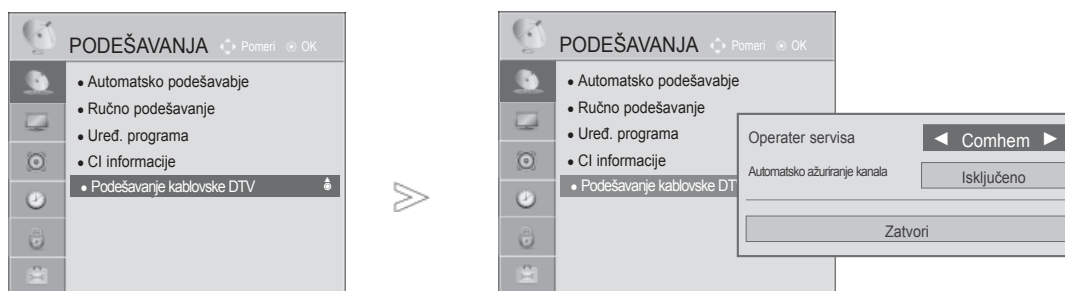 PODEŠAVANJA Pomeri OK
• Automatsko podešavabje
• Ručno podešavanje
• Uređ. programa
• CI informacije
• Podešavanje kablovske DTV
PODEŠAVANJA Pomeri OK
• Automatsko podešavabje
• Ručno podešavanje
• Uređ. programa
• CI informacije
• Podešavanje kablovske DT
Operater servisa ◄ Comhem ►
Automatsko ažuriranje kanala Isključeno
Zatvori